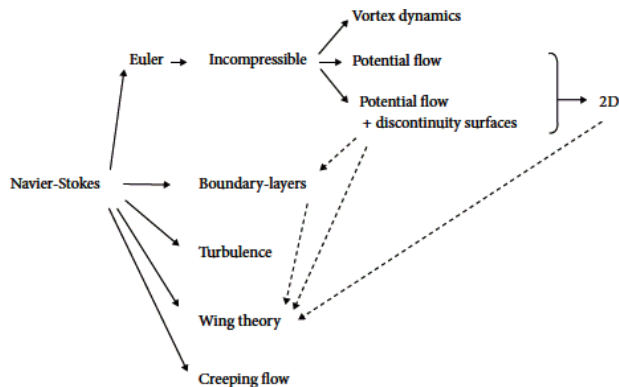 Vortex dynamics
Euler
Incompressible
Potential flow
Potential flow
+ discontinuity surfaces
2D
Navier-Stokes
Boundary-layers
Turbulence
Wing theory
Creeping flow